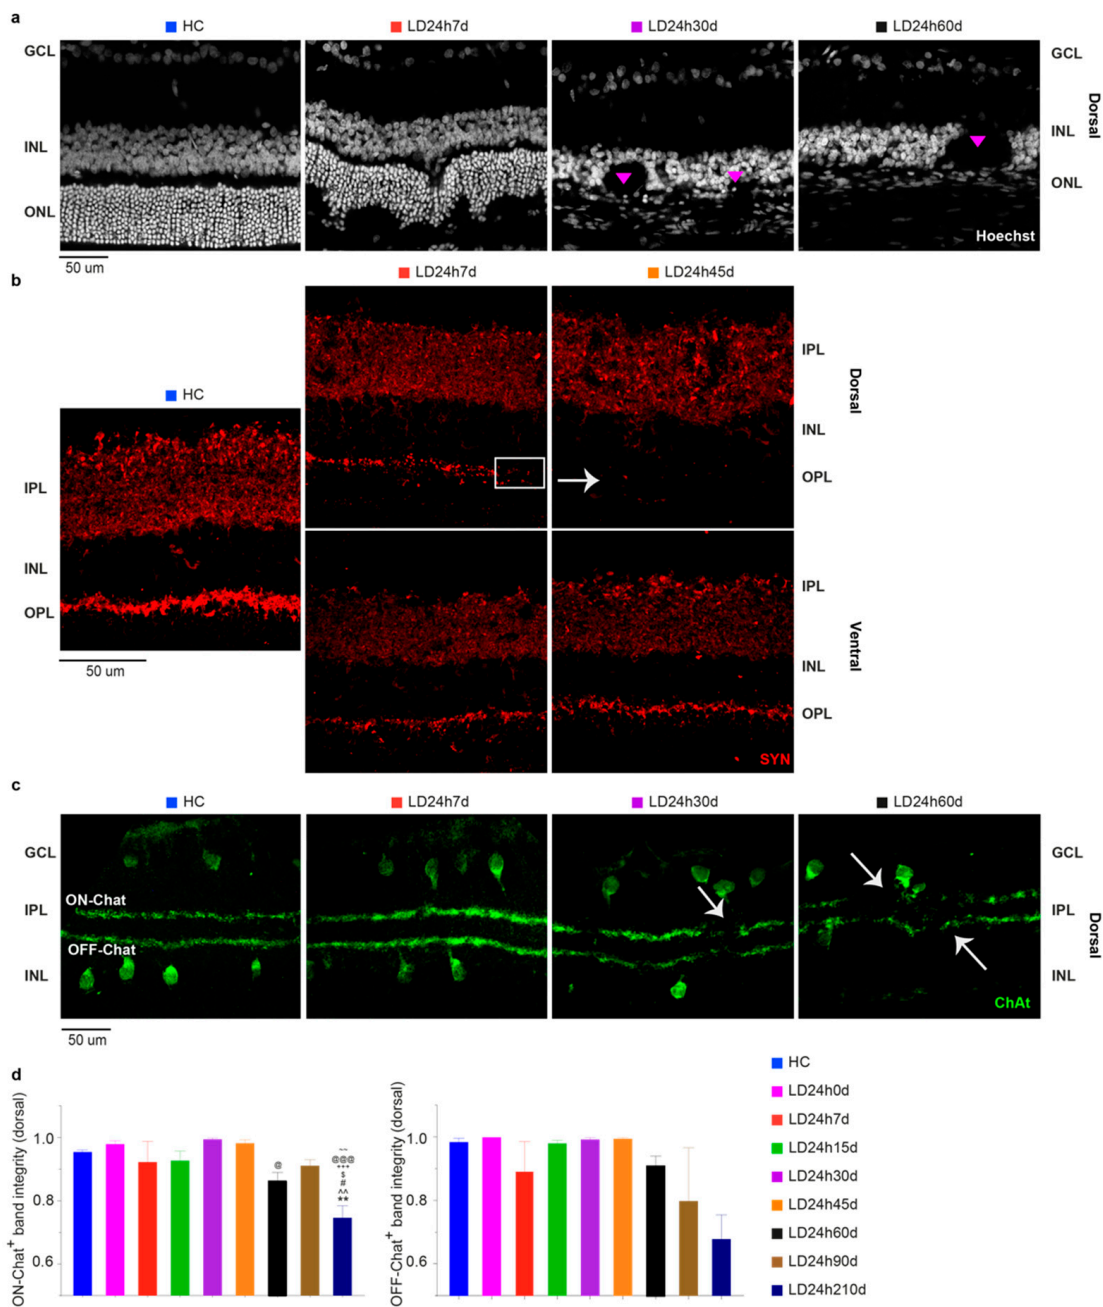 a
HC
LD24h7d
LD24h30d
LD24h60d
GCL
INL
ONL
GCL
INL
ONL
Dorsal
Hoechst
50 um
b
LD24h7d
LD24h45d
HC
IPL
INL
OPL
IPL
INL
OPL
Dorsal
50 um
IPL
INL
OPL
Ventral
SYN
c
HC
LD24h7d
LD24h30d
LD24h60d
GCL
IPL
INL
ON-Chat
OFF-Chat
GCL
IPL
INL
Dorsal
ChAt
50 um
d
ON-Chat+ band integrity (dorsal)
1.0
0.8
0.6
@
~~
@@@
+++
$
#
^^
**
OFF-Chat+ band integrity (dorsal)
1.0
0.8
0.6
HC
LD24h0d
LD24h7d
LD24h15d
LD24h30d
LD24h45d
LD24h60d
LD24h90d
LD24h210d